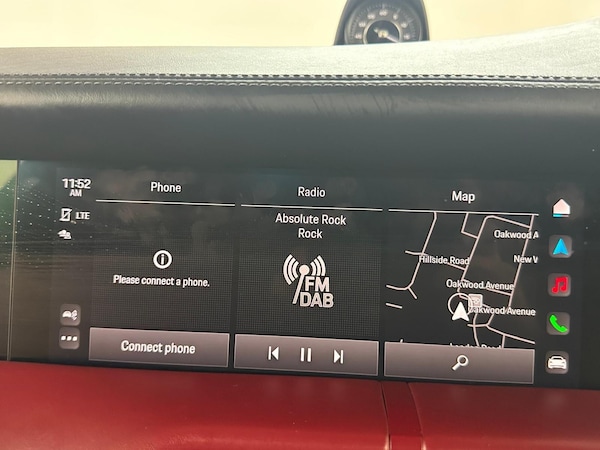 11:52
AM
LTE
Phone
Please connect a phone.
Connect phone
Radio
Absolute Rock
Rock
FM
DAB
Map
Oakwood A
Hillside Road
New V
Oakwood Avenue
Oakwood Avenue